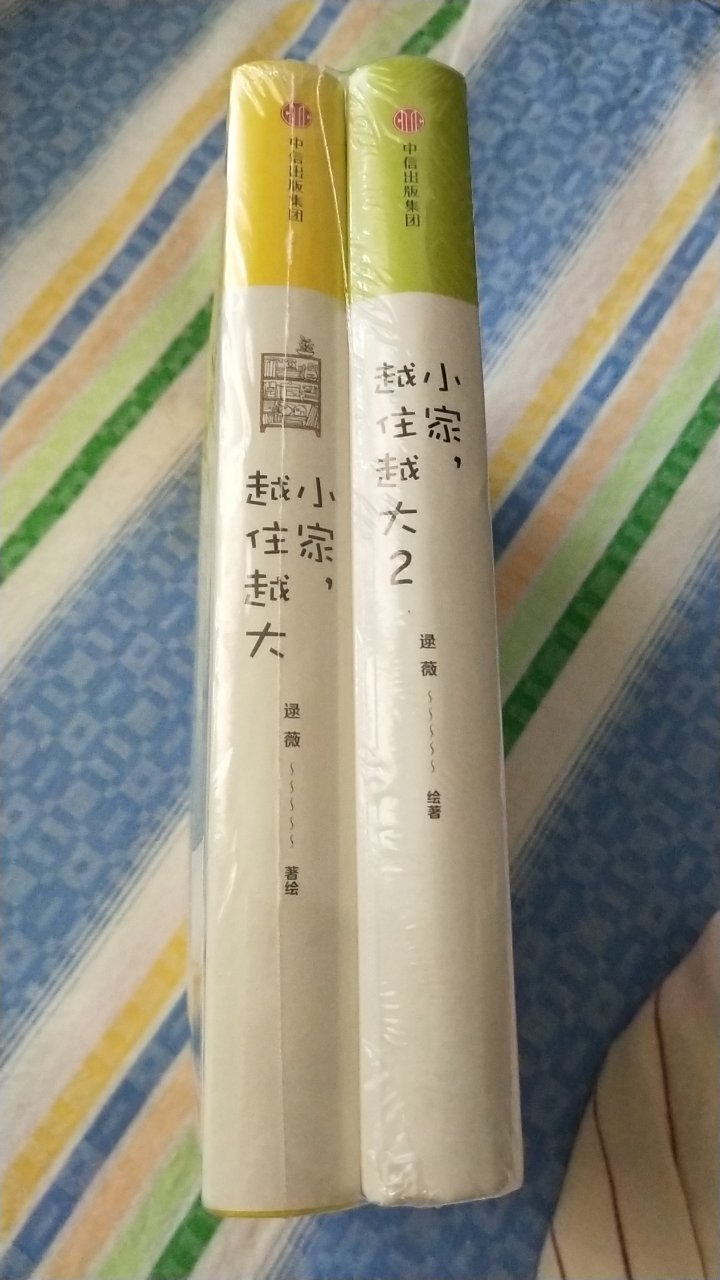 中信出版集团
小家，
越住越大
逯薇
著绘
中信出版集团
小家，
越住越大2
逯薇
绘著